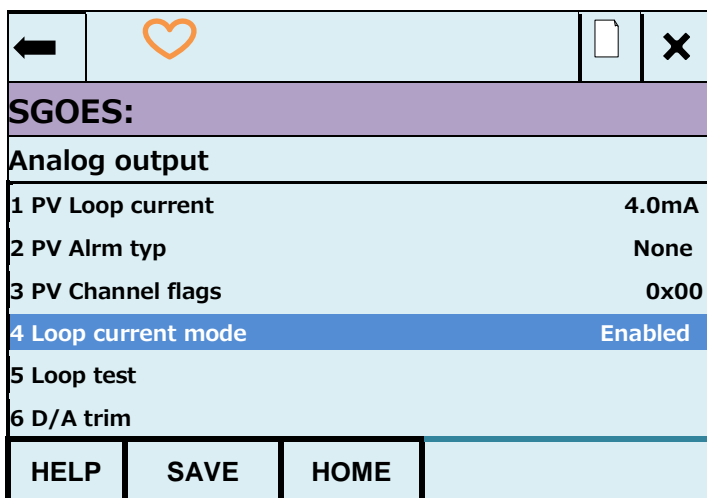 SGOES:
Analog output
1 PV Loop current 4.0mA
2 PV Alrm typ None
3 PV Channel flags 0x00
4 Loop current mode Enabled
5 Loop test
6 D/A trim
HELP SAVE HOME